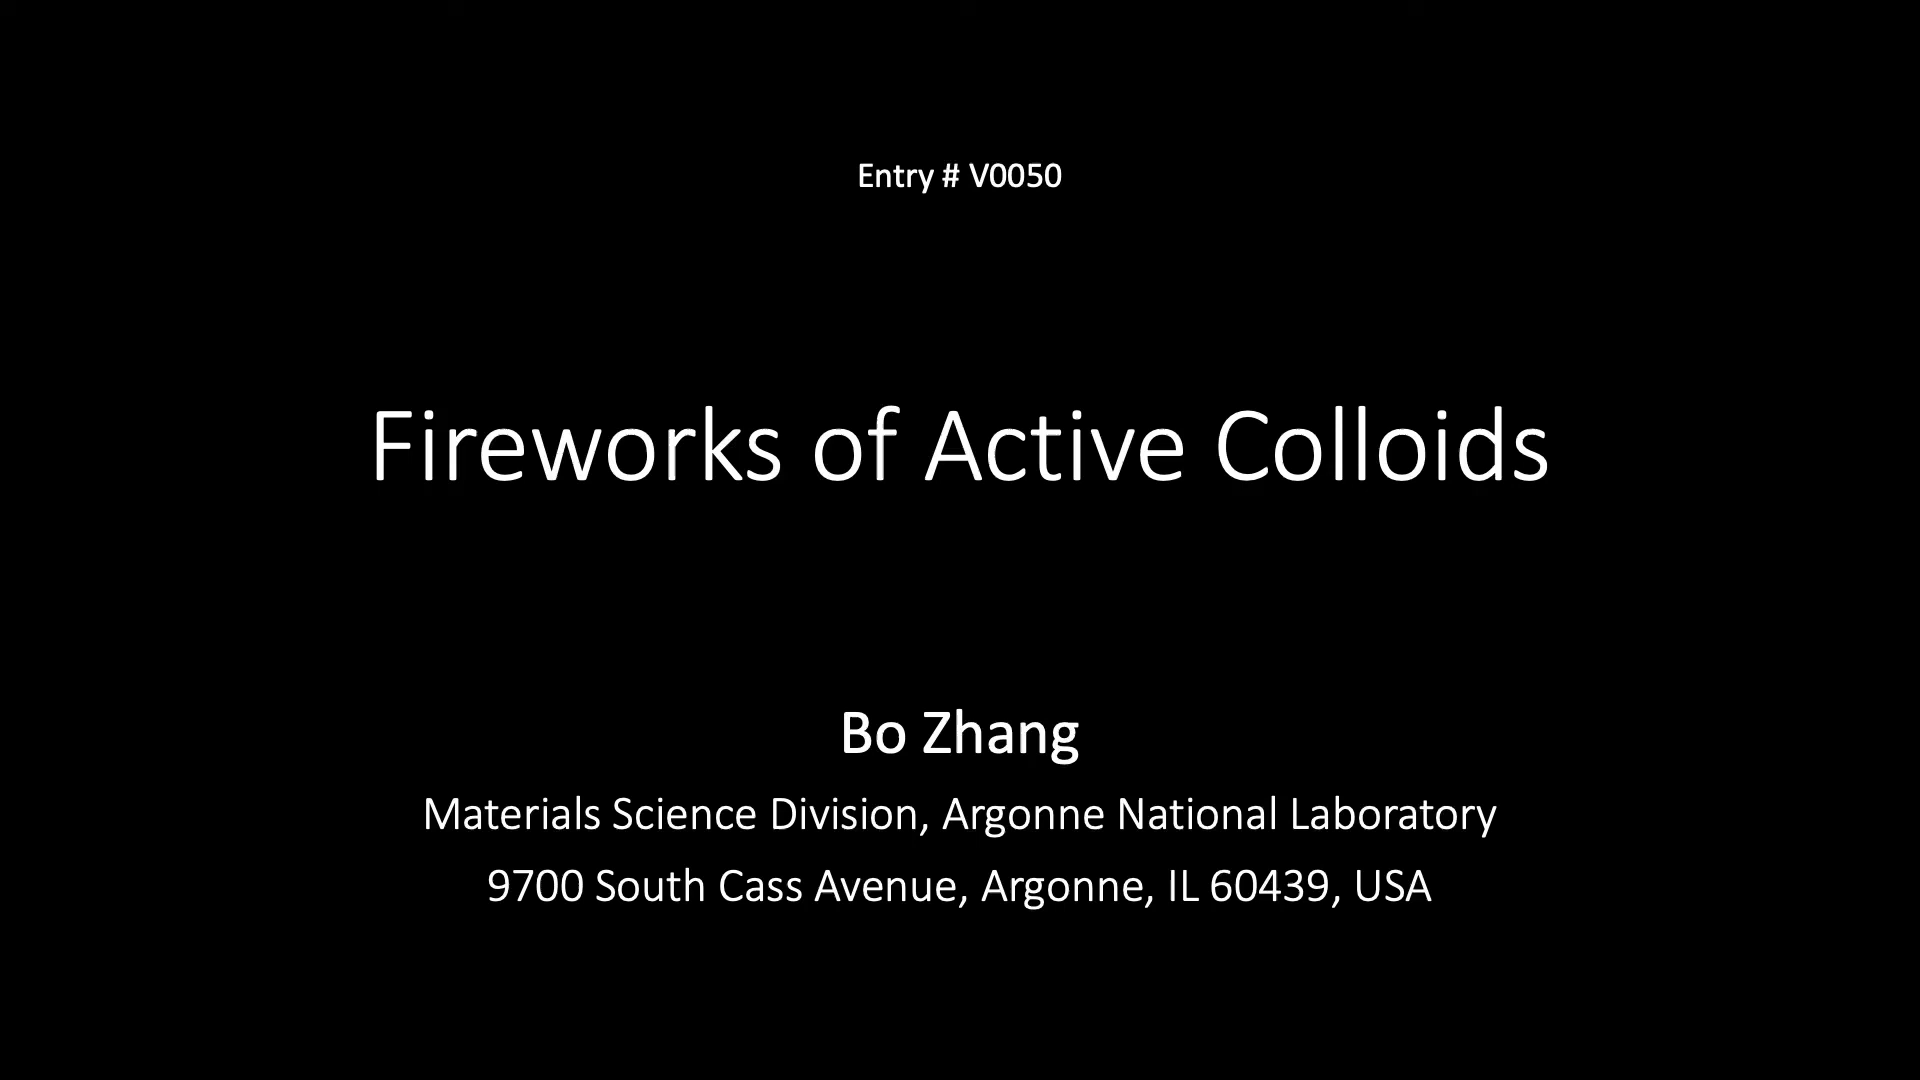 Entry # V0050
Fireworks of Active Colloids
Bo Zhang
Materials Science Division, Argonne National Laboratory
9700 South Cass Avenue, Argonne, IL 60439, USA